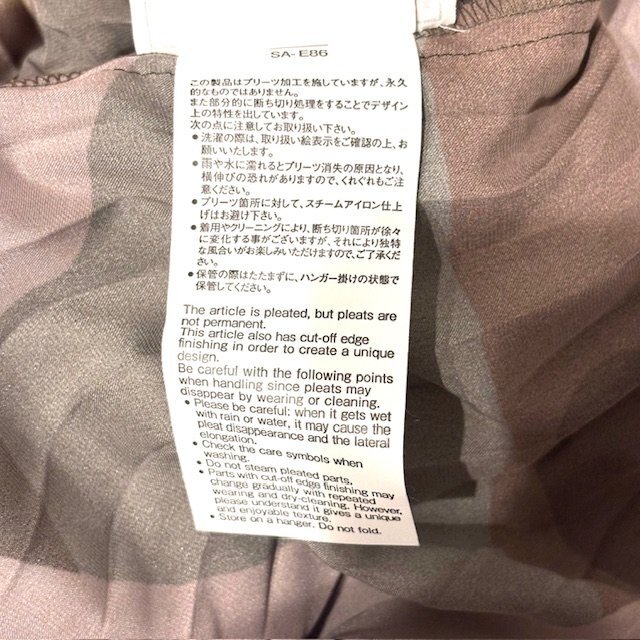 SA- E86
この製品はプリーツ加工を施していますが、永久
的なものではありません。
また部分的に断ち切り処理をすることでデザイン
上の特性を出しています。
次の点に注意してお取り扱い下さい。
●洗濯の際は、取り扱い絵表示をご確認の上、お
願いいたします。
●雨や水に濡れるとプリーツ消失の原因となり、
横伸びの恐れがありますので、くれぐれもご注
意ください。
●プリーツ箇所に対して、スチームアイロン仕上
げはお避け下さい。
●着用やクリーニングにより、断ち切り箇所が徐々
に変化する事がございますが、それにより独特
な風合いがお楽しみいただけますので、ご了承くだ
さい。
●保管の際はたたまずに、ハンガー掛けの状態で
保管してください。
The article is pleated, but pleats are
not permanent.
This article also has cut-off edge
finishing in order to create a unique
design.
Be careful with the following points
when handling since pleats may
disappear by wearing or cleaning.
● Please be careful: when it gets wet
with rain or water, it may cause the
pleat disappearance and the lateral
elongation.
● Check the care symbols when
washing.
● Do not steam pleated parts.
● Parts with cut-off edge finishing may
change gradually with repeated
wearing and dry-cleaning. However,
please understand it gives a unique
and enjoyable texture.
● Store on a hanger. Do not fold.